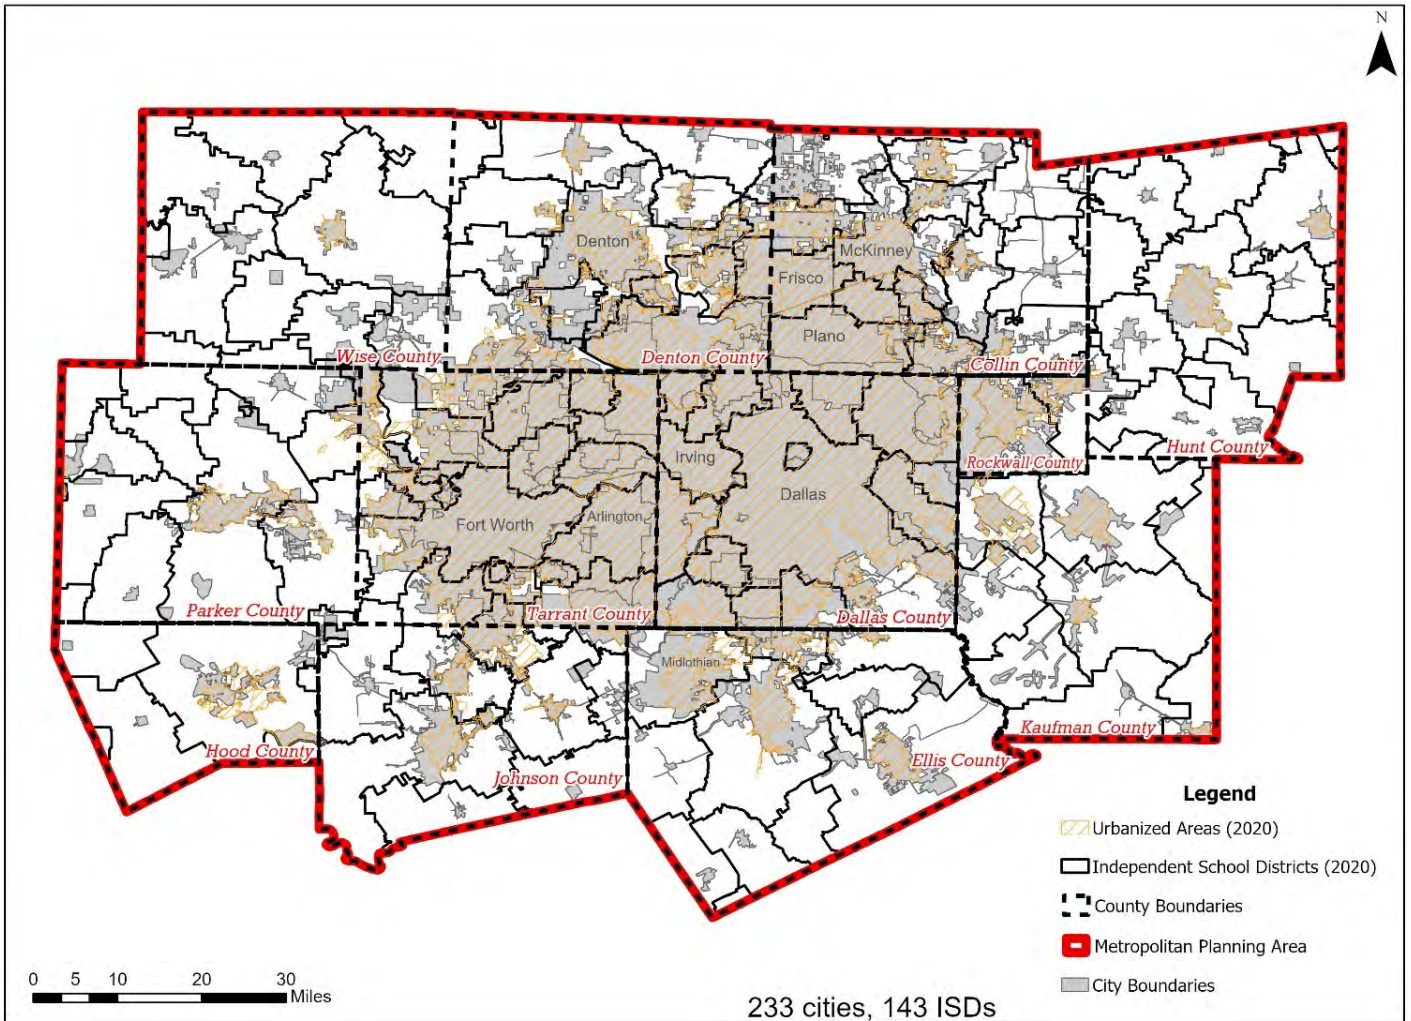 N
Denton
McKinney
Frisco
Plano
Wise County
Denton County
Collin County
Irving
Rockwall County
Hunt County
Dallas
Fort Worth
Arlington
Parker County
Tarrant County
Dallas County
Midlothian
Hood County
Kaufman County
Ellis County
Johnson County
Legend
Urbanized Areas (2020)
Independent School Districts (2020)
County Boundaries
Metropolitan Planning Area
City Boundaries
0 5 10 20 30
Miles
233 cities, 143 ISDs